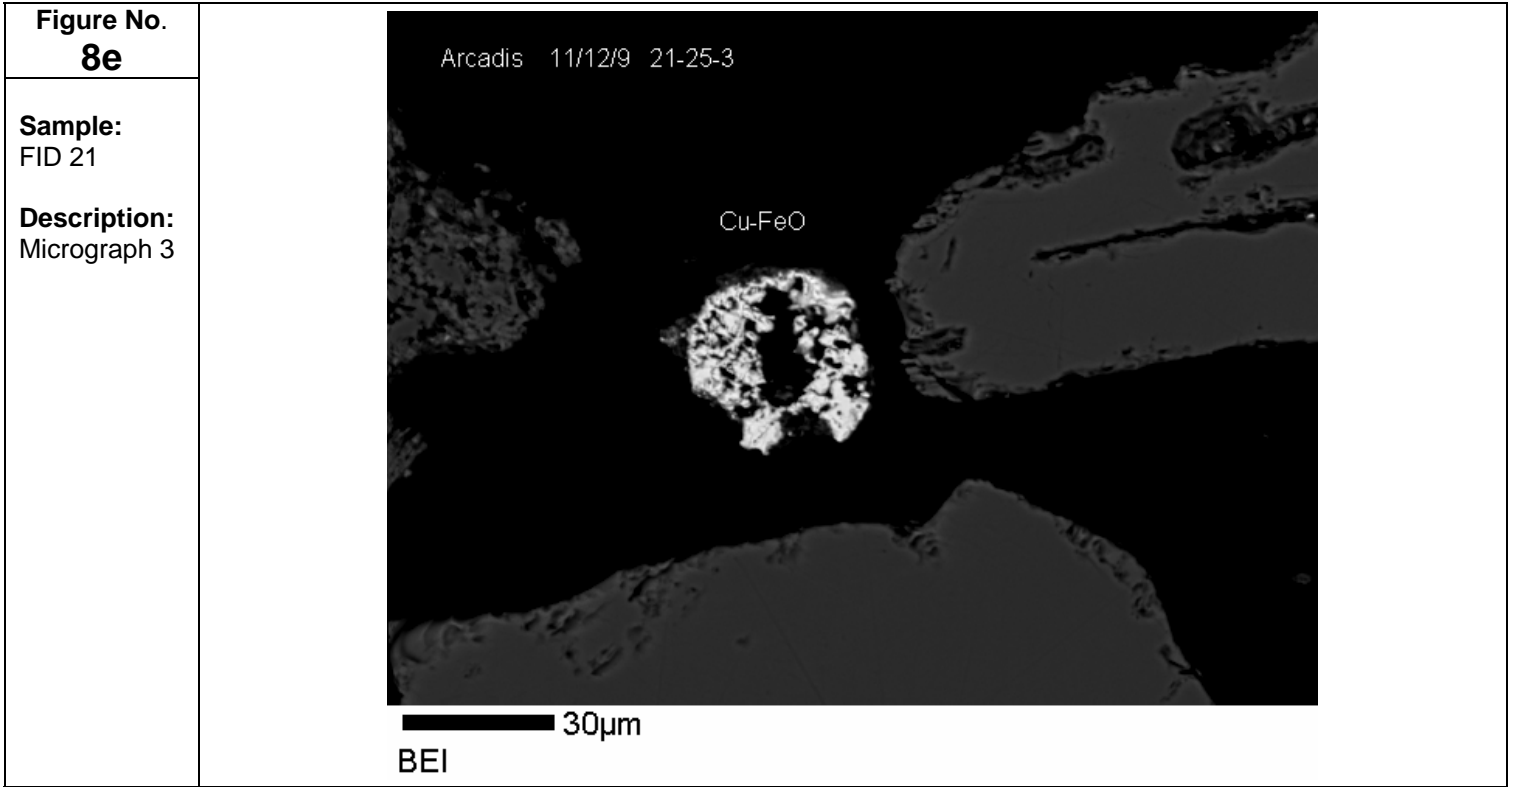 Figure No.
8e
Sample:
FID 21
Description:
Micrograph 3
Arcadis 11/12/9 21-25-3
Cu-FeO
30µm
BEI